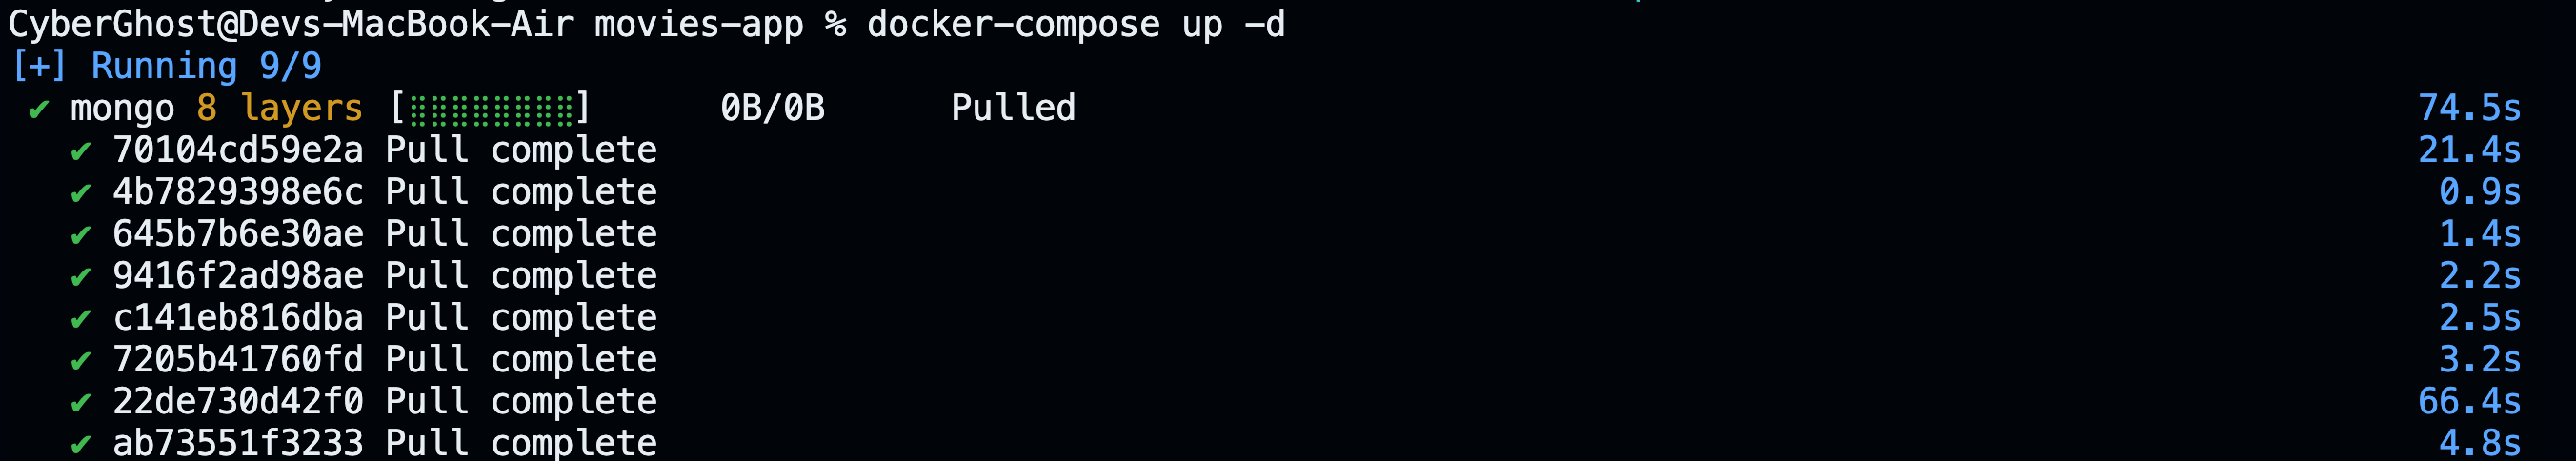 CyberGhost@Devs-MacBook-Air movies-app % docker-compose up -d
[+] Running 9/9
✔ mongo 8 layers [⣿⣿⣿⣿⣿⣿⣿⣿] 0B/0B Pulled 74.5s
✔ 70104cd59e2a Pull complete 21.4s
✔ 4b7829398e6c Pull complete 0.9s
✔ 645b7b6e30ae Pull complete 1.4s
✔ 9416f2ad98ae Pull complete 2.2s
✔ c141eb816dba Pull complete 2.5s
✔ 7205b41760fd Pull complete 3.2s
✔ 22de730d42f0 Pull complete 66.4s
✔ ab73551f3233 Pull complete 4.8s